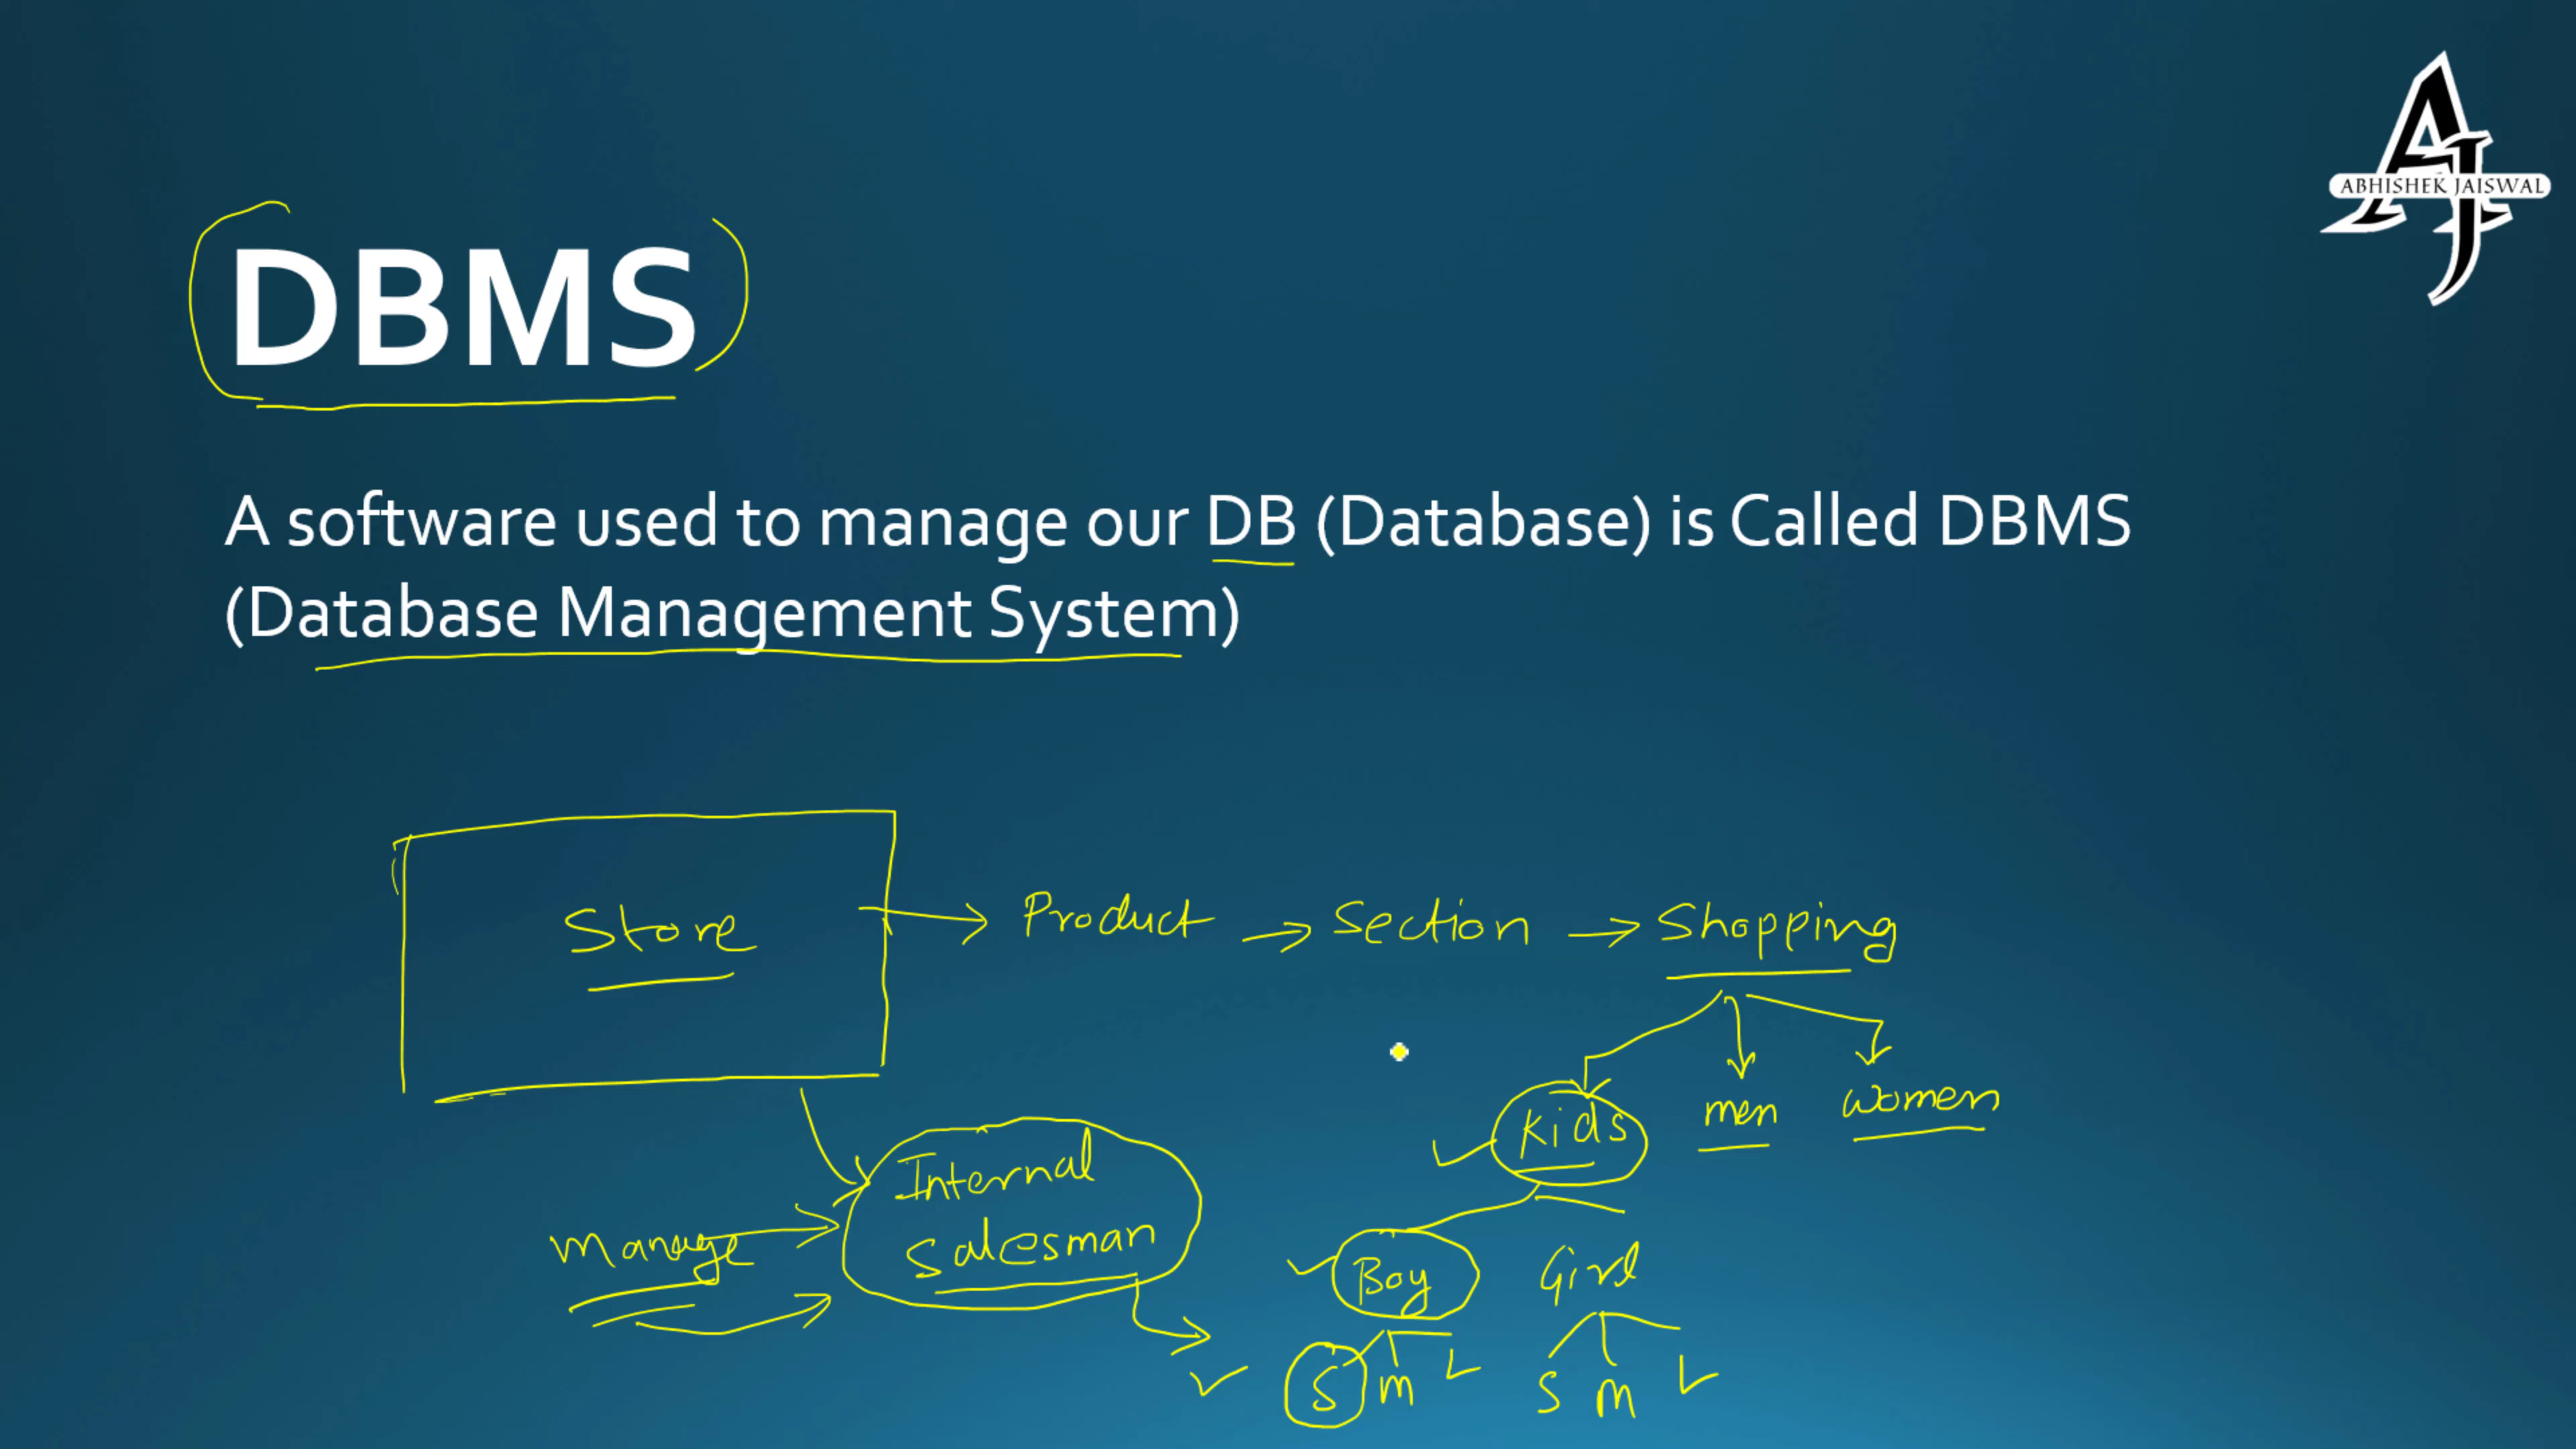 ABHISHEK JAISWAL
DBMS
A software used to manage our DB (Database) is Called DBMS
(Database Management System)
Store → Product → Section → Shopping
Kids men women
Internal
Salesman
manage
Boy Girl
S M L S M L